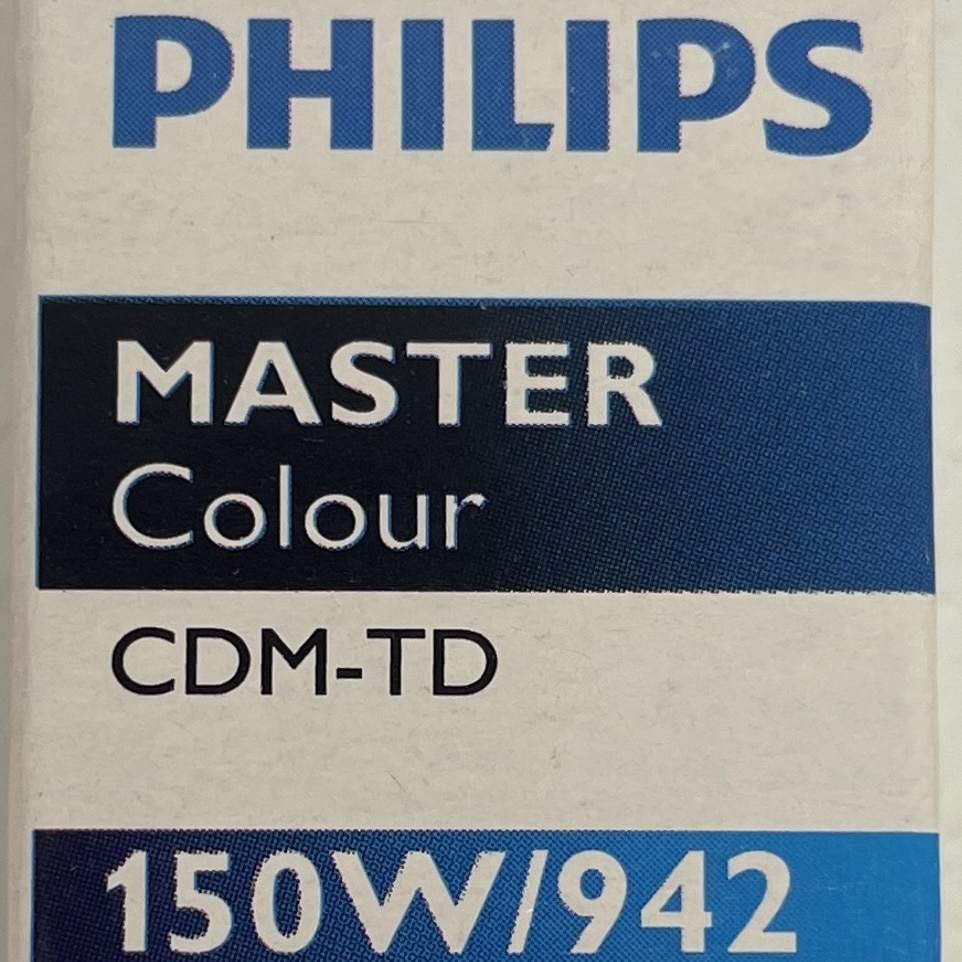 PHILIPS
MASTER
Colour
CDM-TD
150W/942